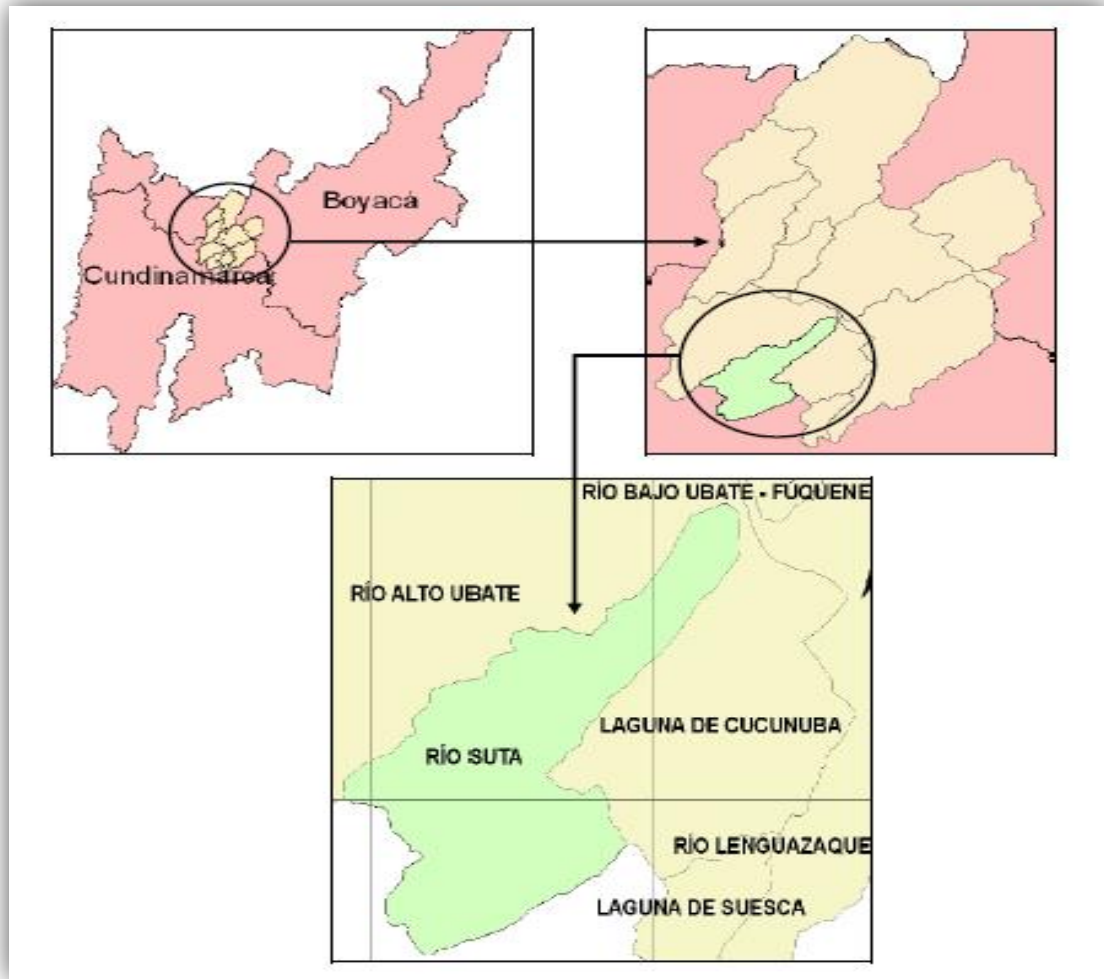 Boyacá
Cundinamarca
RÍO BAJO UBATE - FÚQUENE
RÍO ALTO UBATE
LAGUNA DE CUCUNUBA
RÍO SUTA
RÍO LENGUAZAQUE
LAGUNA DE SUESCA